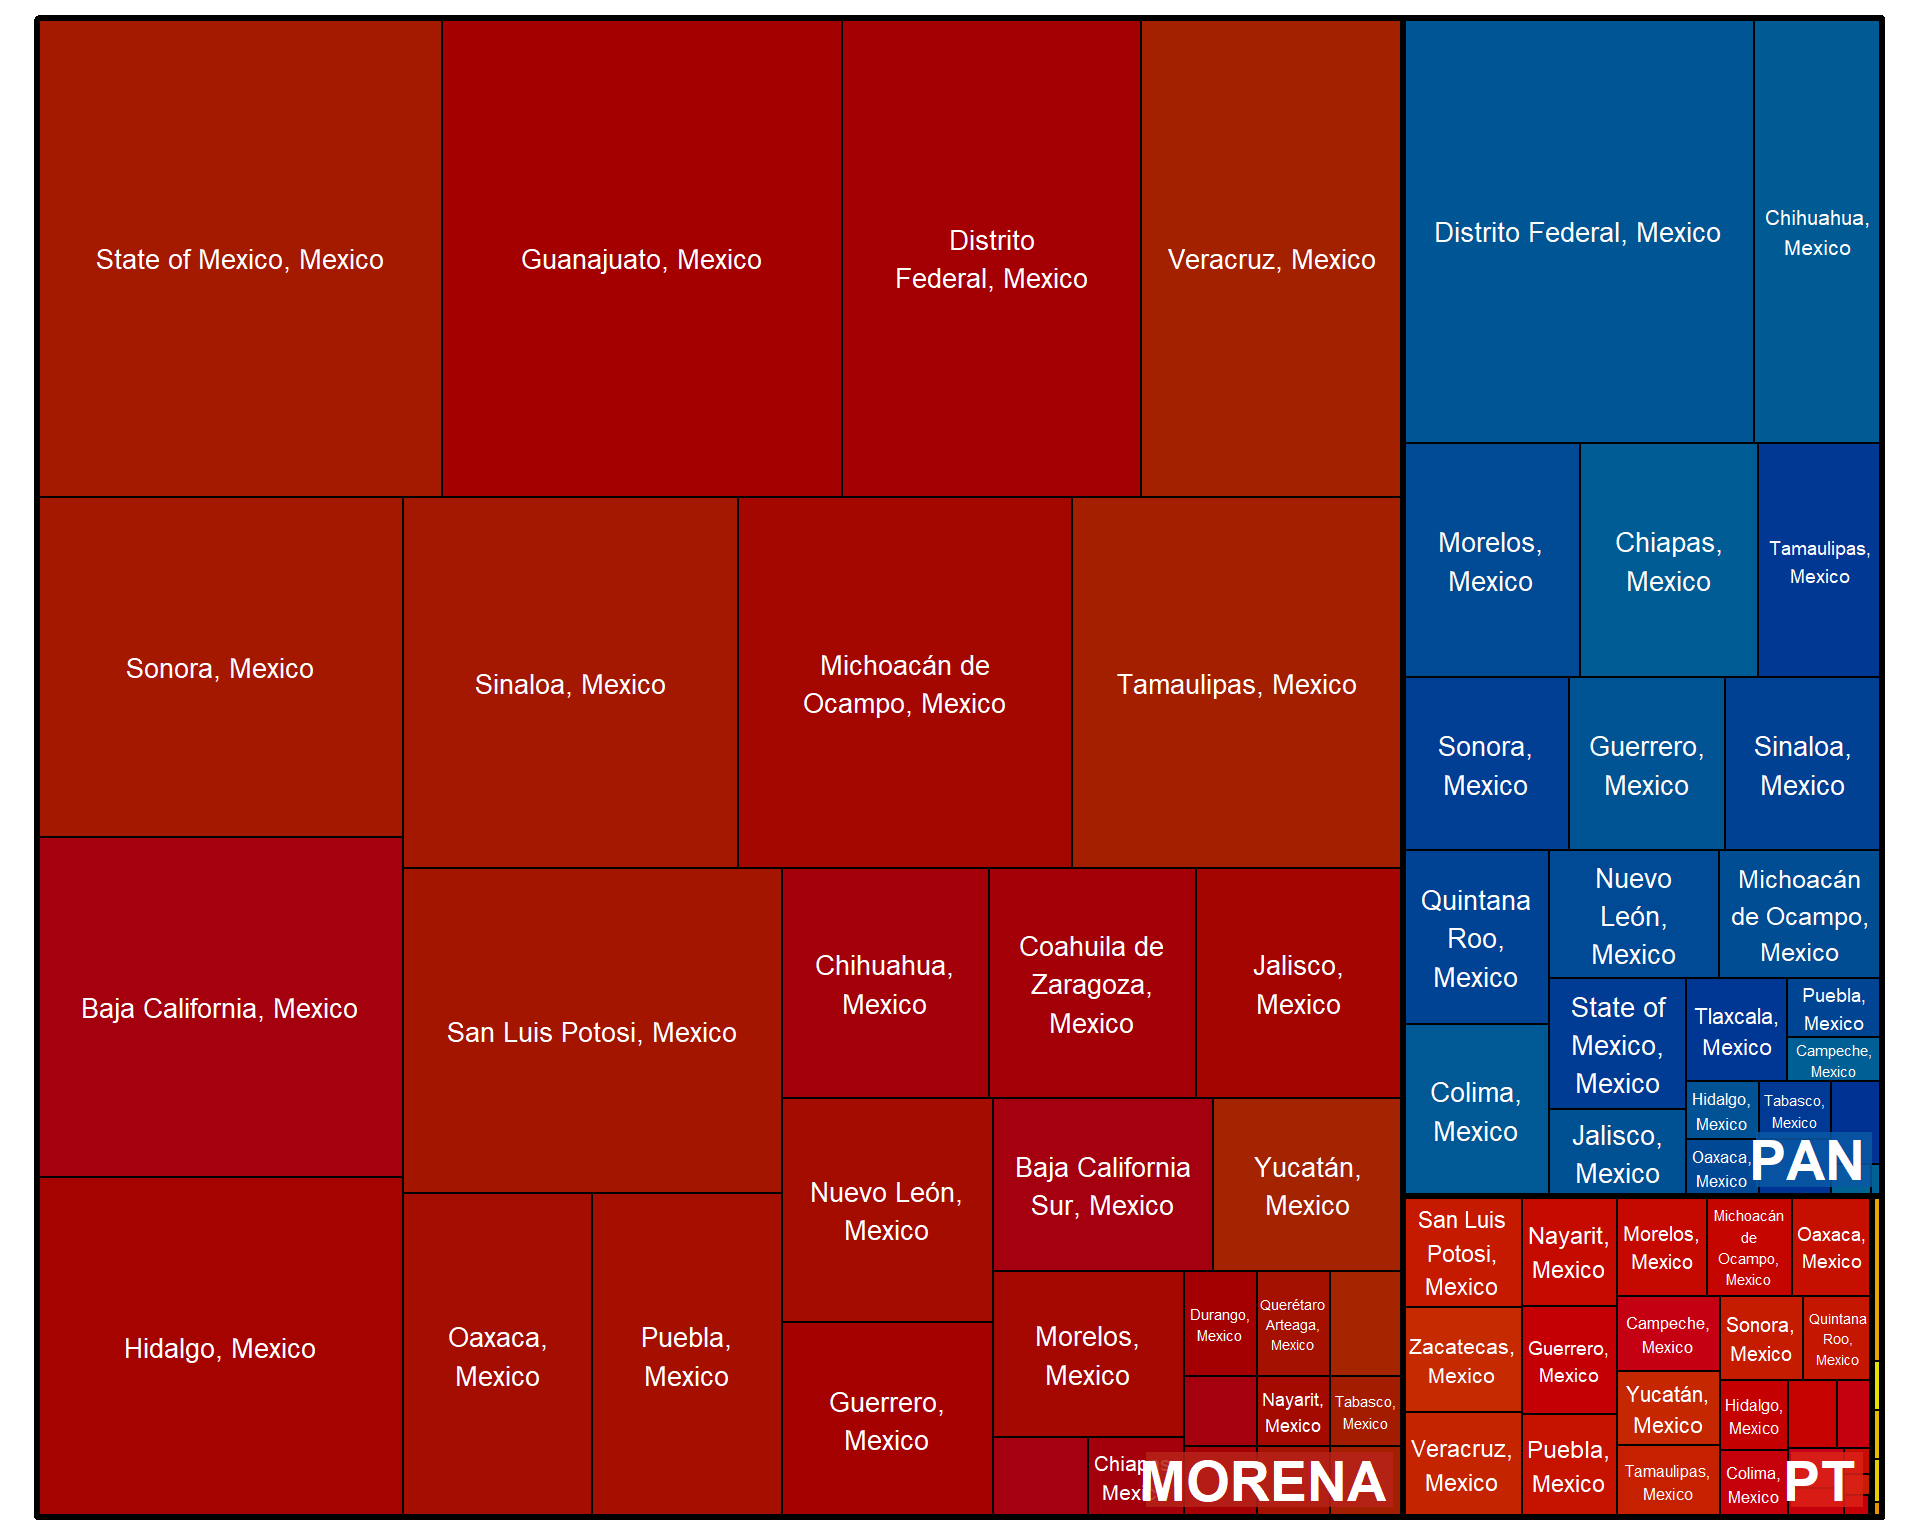 State of Mexico, Mexico
Guanajuato, Mexico
Distrito
Federal, Mexico
Veracruz, Mexico
Sonora, Mexico
Sinaloa, Mexico
Michoacán de
Ocampo, Mexico
Tamaulipas, Mexico
Baja California, Mexico
San Luis Potosi, Mexico
Chihuahua,
Mexico
Coahuila de
Zaragoza,
Mexico
Jalisco,
Mexico
Hidalgo, Mexico
Oaxaca,
Mexico
Puebla,
Mexico
Nuevo León,
Mexico
Baja California
Sur, Mexico
Yucatán,
Mexico
Guerrero,
Mexico
Morelos,
Mexico
Durango,
Mexico
Querétaro
Arteaga,
Mexico
Nayarit,
Mexico
Tabasco,
Mexico
MORENA
Distrito Federal, Mexico
Chihuahua,
Mexico
Morelos,
Mexico
Chiapas,
Mexico
Tamaulipas,
Mexico
Sonora,
Mexico
Guerrero,
Mexico
Sinaloa,
Mexico
Quintana
Roo,
Mexico
Nuevo
León,
Mexico
Michoacán
de Ocampo,
Mexico
Colima,
Mexico
State of
Mexico,
Mexico
Tlaxcala,
Mexico
Puebla,
Mexico
Campeche,
Mexico
Jalisco,
Mexico
Hidalgo,
Mexico
Tabasco,
Mexico
Oaxaca,
Mexico
PAN
San Luis
Potosi,
Mexico
Nayarit,
Mexico
Morelos,
Mexico
Michoacán
de
Ocampo,
Mexico
Oaxaca,
Mexico
Zacatecas,
Mexico
Guerrero,
Mexico
Campeche,
Mexico
Sonora,
Mexico
Quintana
Roo,
Mexico
Veracruz,
Mexico
Puebla,
Mexico
Yucatán,
Mexico
Tamaulipas,
Mexico
Hidalgo,
Mexico
Colima,
Mexico
PT